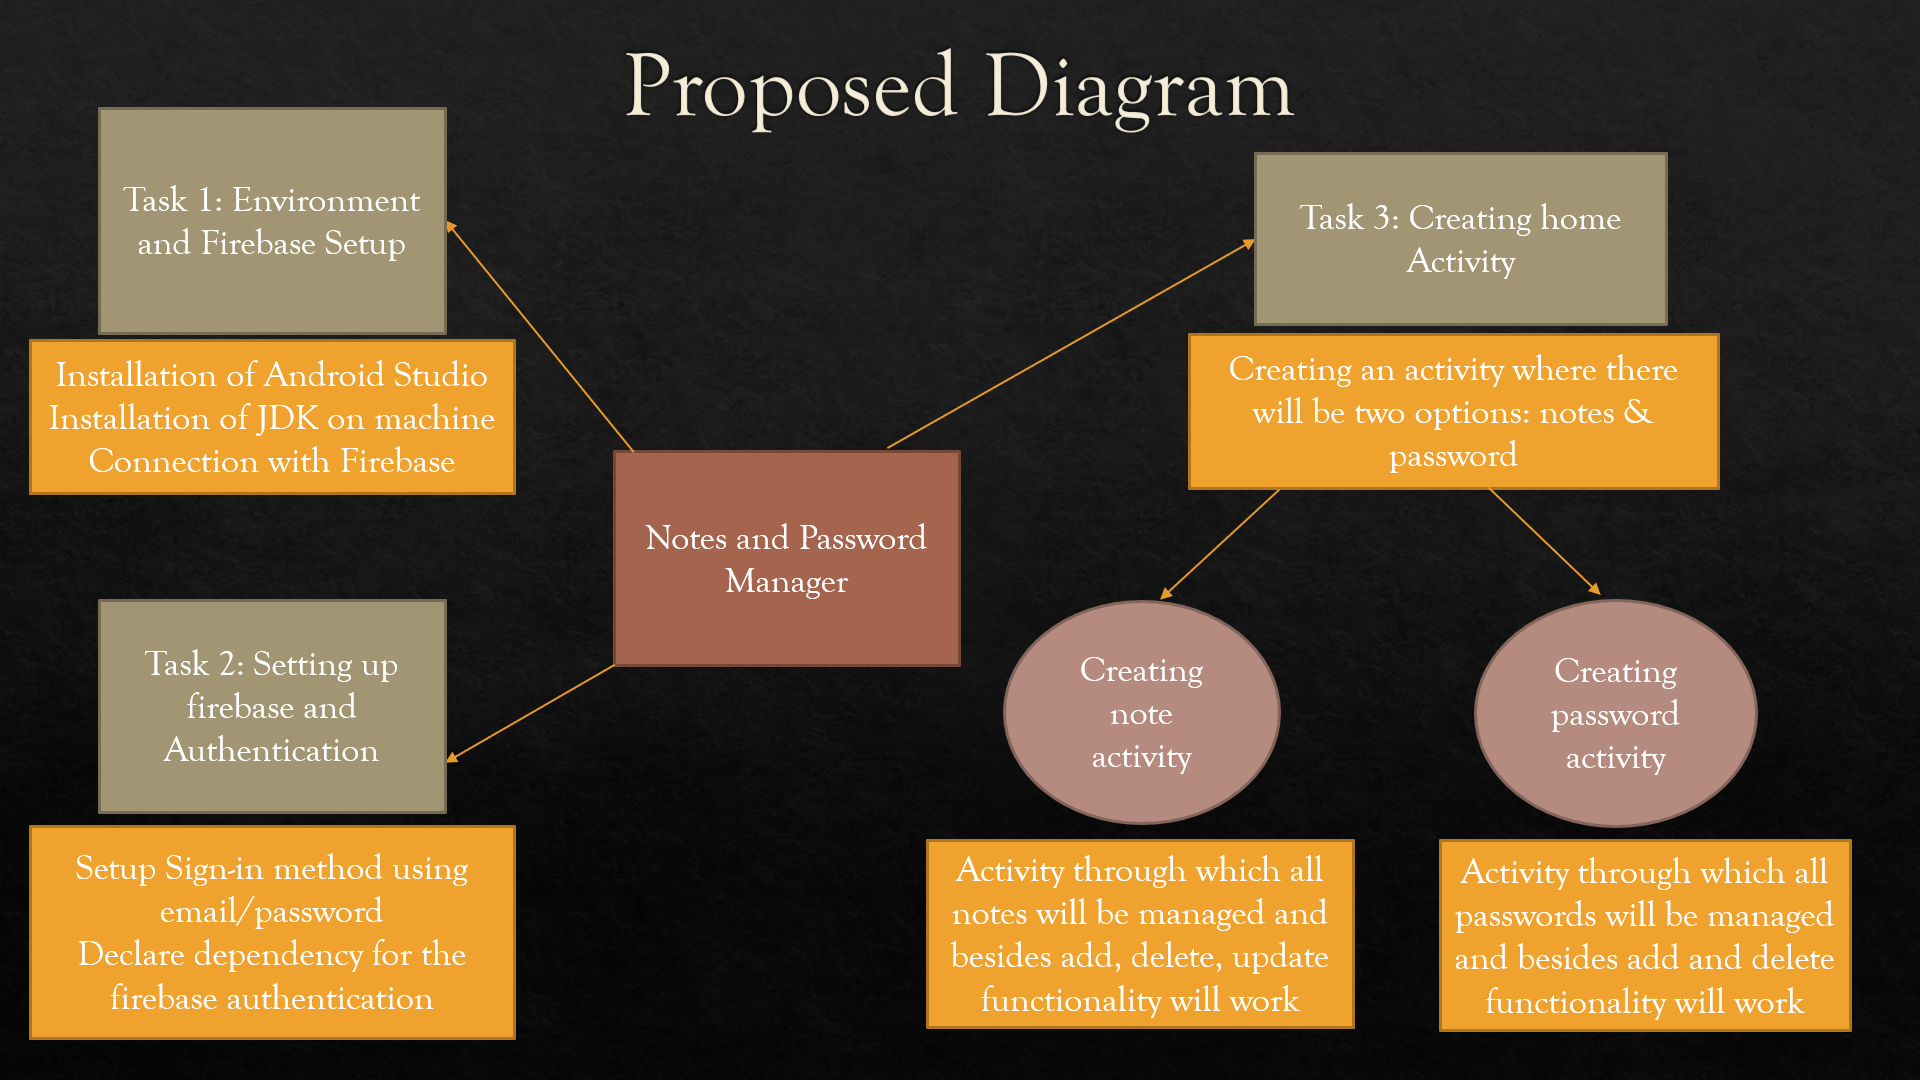 Proposed Diagram
Task 1: Environment
and Firebase Setup
Installation of Android Studio
Installation of JDK on machine
Connection with Firebase
Task 2: Setting up
firebase and
Authentication
Setup Sign-in method using
email/password
Declare dependency for the
firebase authentication
Notes and Password
Manager
Task 3: Creating home
Activity
Creating an activity where there
will be two options: notes &
password
Creating
note
activity
Activity through which all
notes will be managed and
besides add, delete, update
functionality will work
Creating
password
activity
Activity through which all
passwords will be managed
and besides add and delete
functionality will work